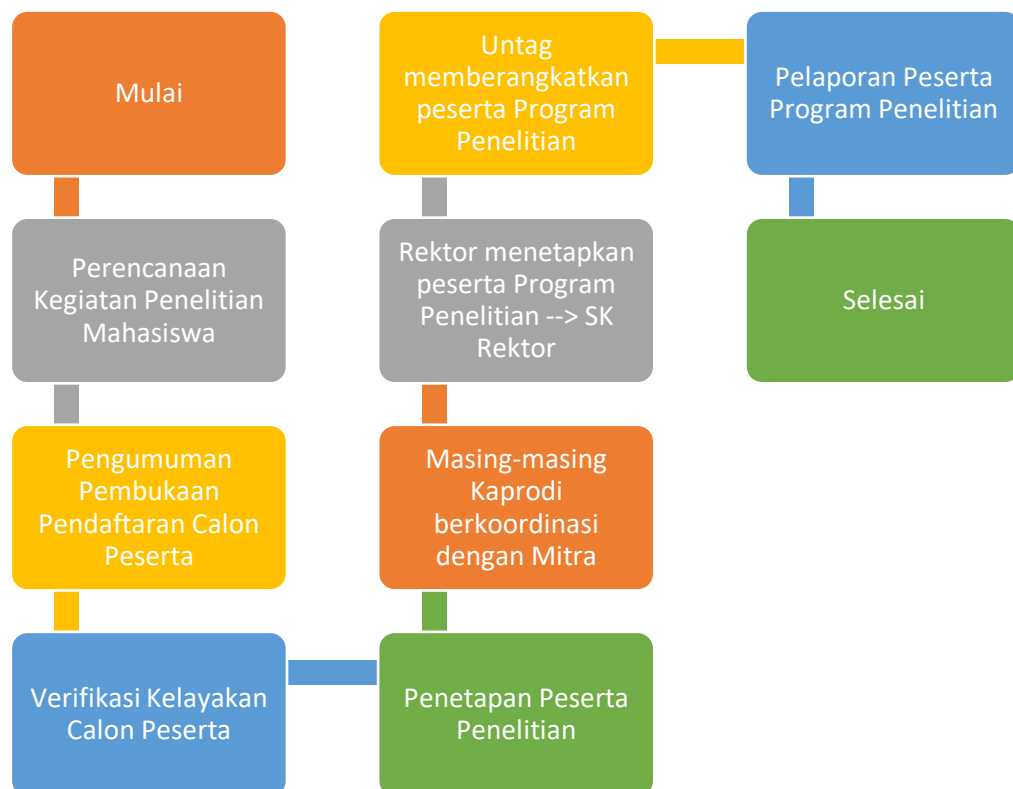 Mulai
Perencanaan
Kegiatan Penelitian
Mahasiswa
Pengumuman
Pembukaan
Pendaftaran Calon
Peserta
Verifikasi Kelayakan
Calon Peserta
Penetapan Peserta
Penelitian
Masing-masing
Kaprodi
berkoordinasi
dengan Mitra
Rektor menetapkan
peserta Program
Penelitian --> SK
Rektor
Untag
memberangkatkan
peserta Program
Penelitian
Pelaporan Peserta
Program Penelitian
Selesai